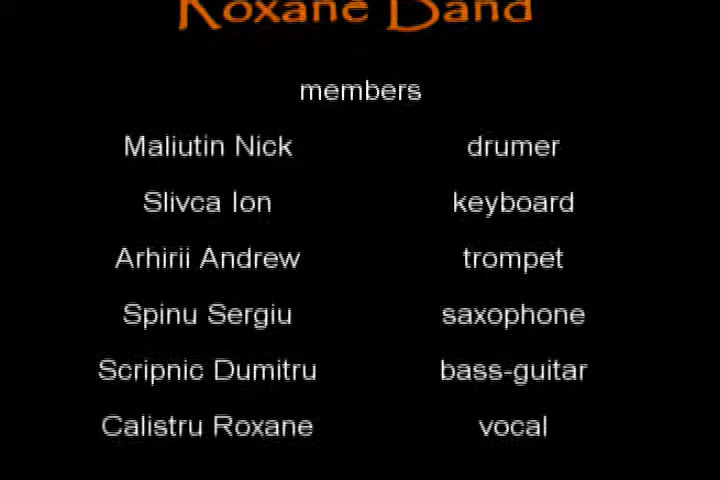 Roxane Band
members
Maliutin Nick drumer
Slivca Ion keyboard
Arhirii Andrew trompet
Spinu Sergiu saxophone
Scripnic Dumitru bass-guitar
Calistru Roxane vocal